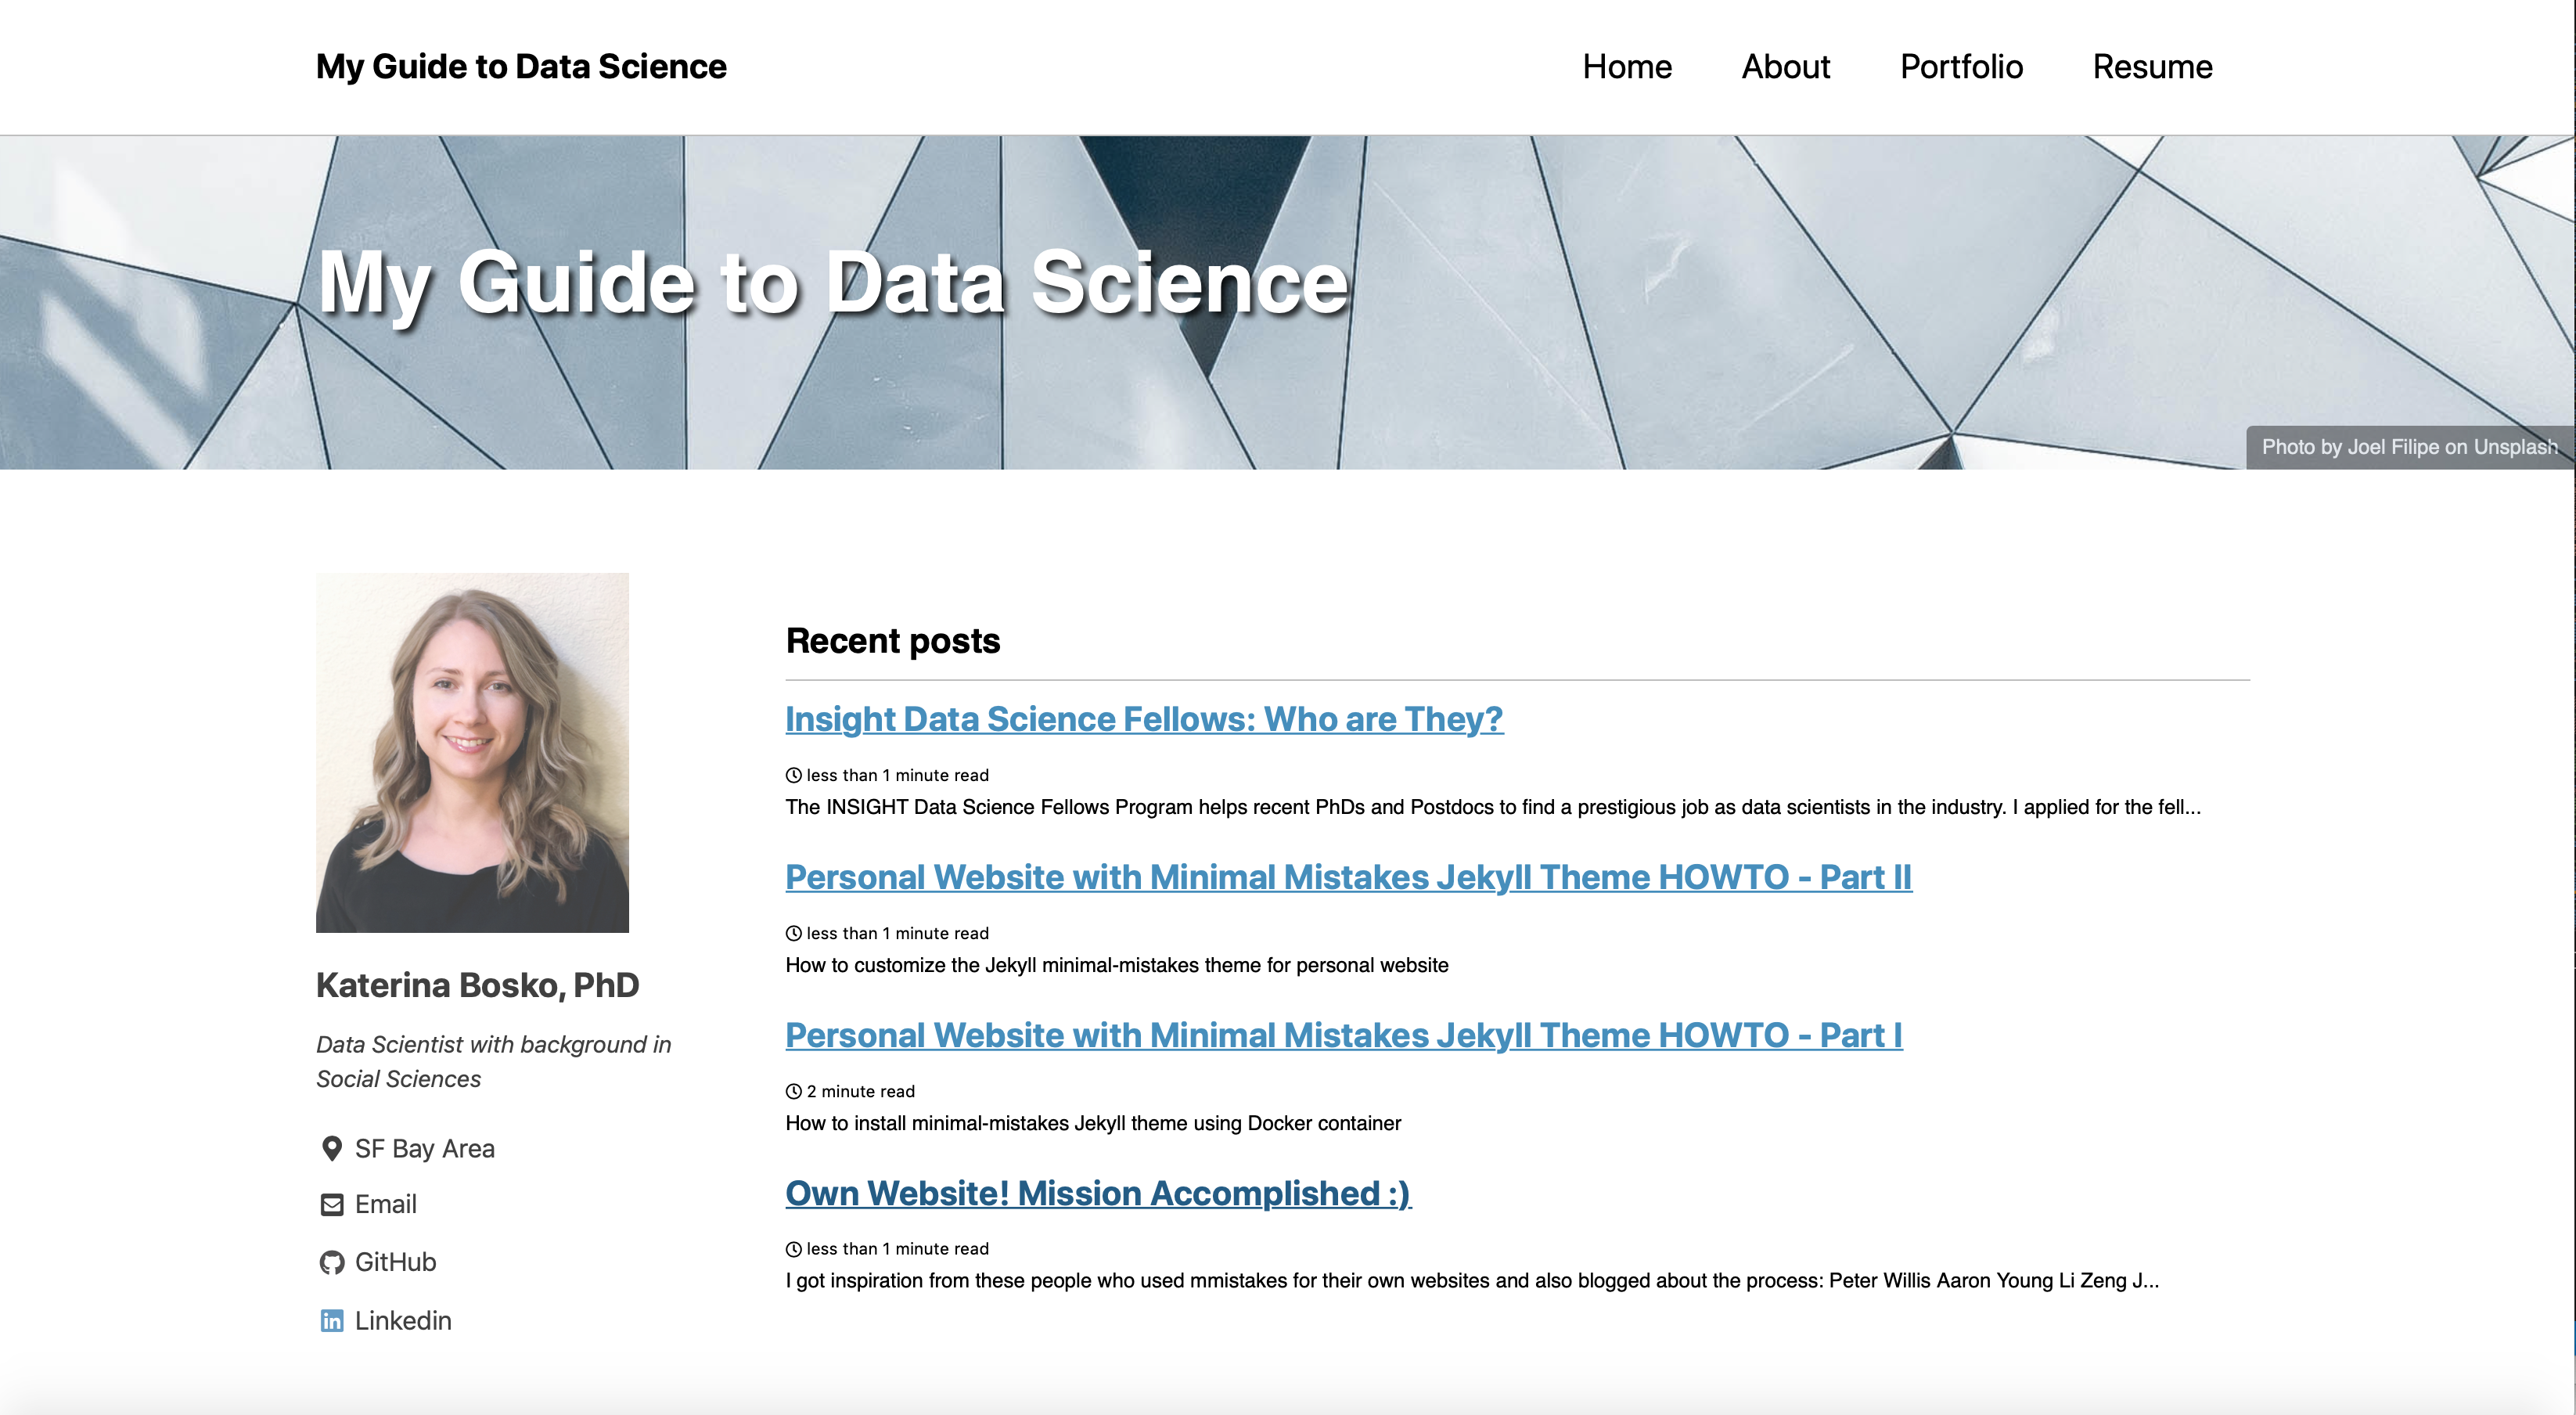 My Guide to Data Science
Home About Portfolio Resume
My Guide to Data Science
Photo by Joel Filipe on Unsplash
Katerina Bosko, PhD
Data Scientist with background in
Social Sciences
SF Bay Area
Email
GitHub
Linkedin
Recent posts
Insight Data Science Fellows: Who are They?
less than 1 minute read
The INSIGHT Data Science Fellows Program helps recent PhDs and Postdocs to find a prestigious job as data scientists in the industry. I applied for the fell...
Personal Website with Minimal Mistakes Jekyll Theme HOWTO - Part II
less than 1 minute read
How to customize the Jekyll minimal-mistakes theme for personal website
Personal Website with Minimal Mistakes Jekyll Theme HOWTO - Part I
2 minute read
How to install minimal-mistakes Jekyll theme using Docker container
Own Website! Mission Accomplished :)
less than 1 minute read
I got inspiration from these people who used mmistakes for their own websites and also blogged about the process: Peter Willis Aaron Young Li Zeng J...